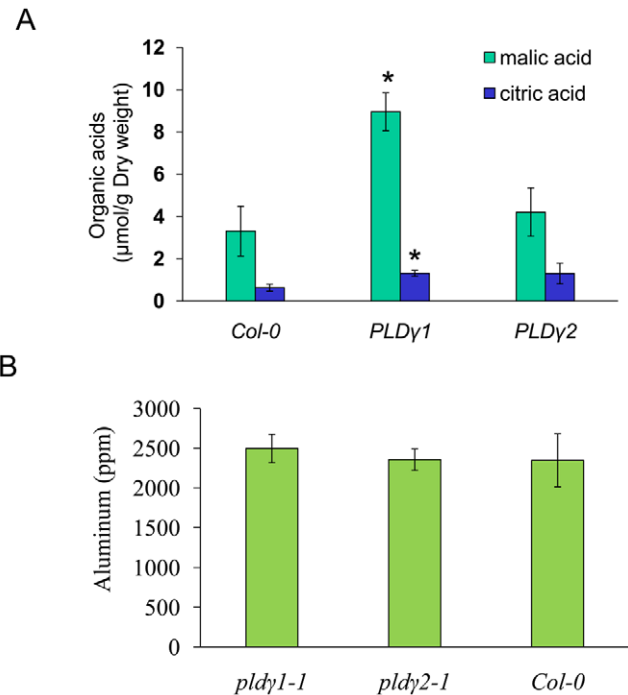 A
Organic acids
(µmol/g Dry weight)
12
10
8
6
4
2
0
*
*
malic acid
citric acid
Col-0
PLDγ1
PLDγ2
B
Aluminum (ppm)
3000
2500
2000
1500
1000
500
0
pldγ1-1
pldγ2-1
Col-0